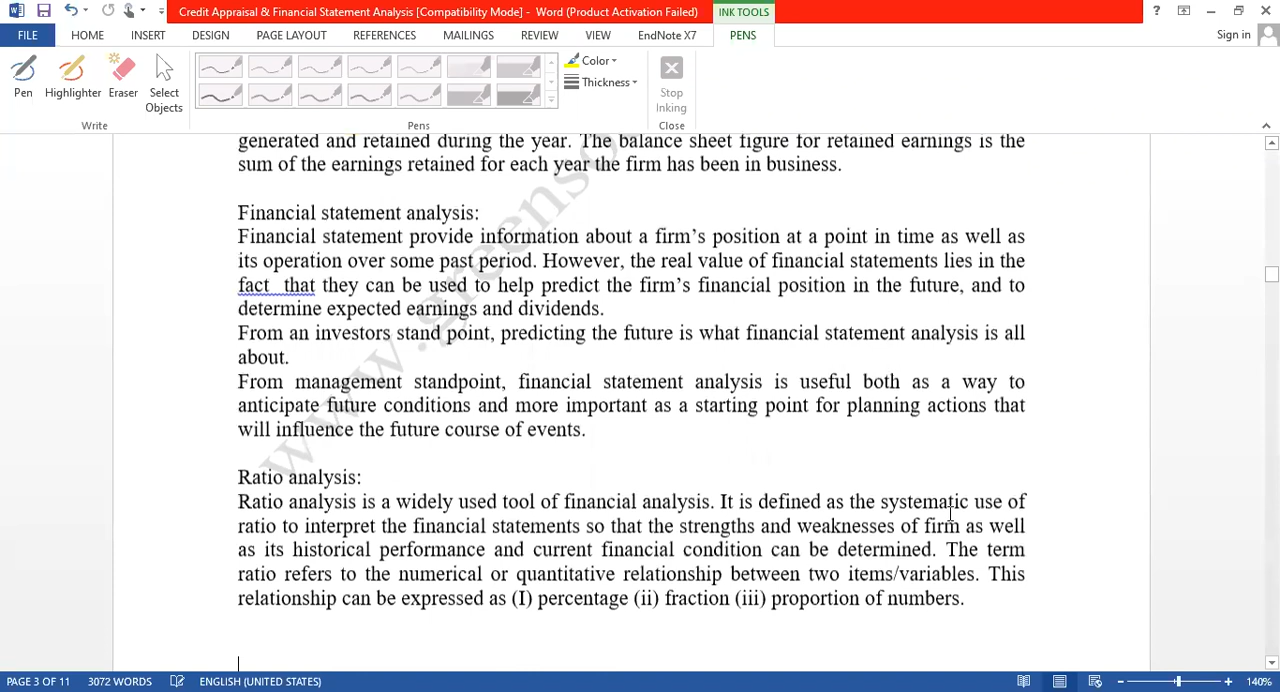 Credit Appraisal & Financial Statement Analysis [Compatibility Mode] - Word (Product Activation Failed)
INK TOOLS
?
FILE
HOME
INSERT
DESIGN
PAGE LAYOUT
REFERENCES
MAILINGS
REVIEW
VIEW
EndNote X7
PENS
Sign in
Pen
Highlighter
Eraser
Select Objects
Color
Thickness
Stop Inking
Write
Pens
Close
generated and retained during the year. The balance sheet figure for retained earnings is the
sum of the earnings retained for each year the firm has been in business.
Financial statement analysis:
Financial statement provide information about a firm's position at a point in time as well as
its operation over some past period. However, the real value of financial statements lies in the
fact  that they can be used to help predict the firm's financial position in the future, and to
determine expected earnings and dividends.
From an investors stand point, predicting the future is what financial statement analysis is all
about.
From management standpoint, financial statement analysis is useful both as a way to
anticipate future conditions and more important as a starting point for planning actions that
will influence the future course of events.
Ratio analysis:
Ratio analysis is a widely used tool of financial analysis. It is defined as the systematic use of
ratio to interpret the financial statements so that the strengths and weaknesses of firm as well
as its historical performance and current financial condition can be determined. The term
ratio refers to the numerical or quantitative relationship between two items/variables. This
relationship can be expressed as (I) percentage (ii) fraction (iii) proportion of numbers.
www.greenso
PAGE 3 OF 11
3072 WORDS
ENGLISH (UNITED STATES)
140%